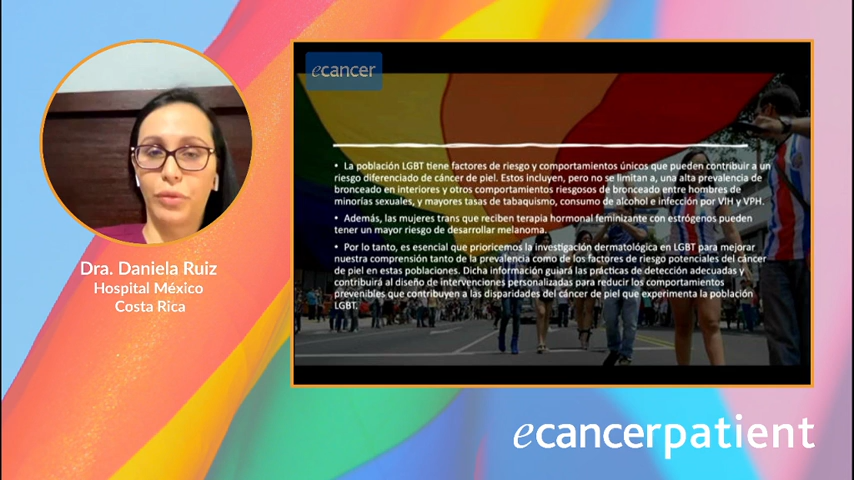 ecancer
• La población LGBT tiene factores de riesgo y comportamientos únicos que pueden contribuir a un
riesgo diferenciado de cáncer de piel. Estos incluyen, pero no se limitan a, una alta prevalencia de
bronceado en interiores y otros comportamientos riesgosos de bronceado entre hombres de
minorías sexuales, y mayores tasas de tabaquismo, consumo de alcohol e infección por VIH y VPH.
• Además, las mujeres trans que reciben terapia hormonal feminizante con estrógenos pueden
tener un mayor riesgo de desarrollar melanoma.
• Por lo tanto, es esencial que prioricemos la investigación dermatológica en LGBT para mejorar
nuestra comprensión tanto de la prevalencia como de los factores de riesgo potenciales del cáncer
de piel en estas poblaciones. Dicha información guiará las prácticas de detección adecuadas y
contribuirá al diseño de intervenciones personalizadas para reducir los comportamientos
prevenibles que contribuyen a las disparidades del cáncer de piel que experimenta la población
LGBT.
Dra. Daniela Ruiz
Hospital México
Costa Rica
ecancerpatient